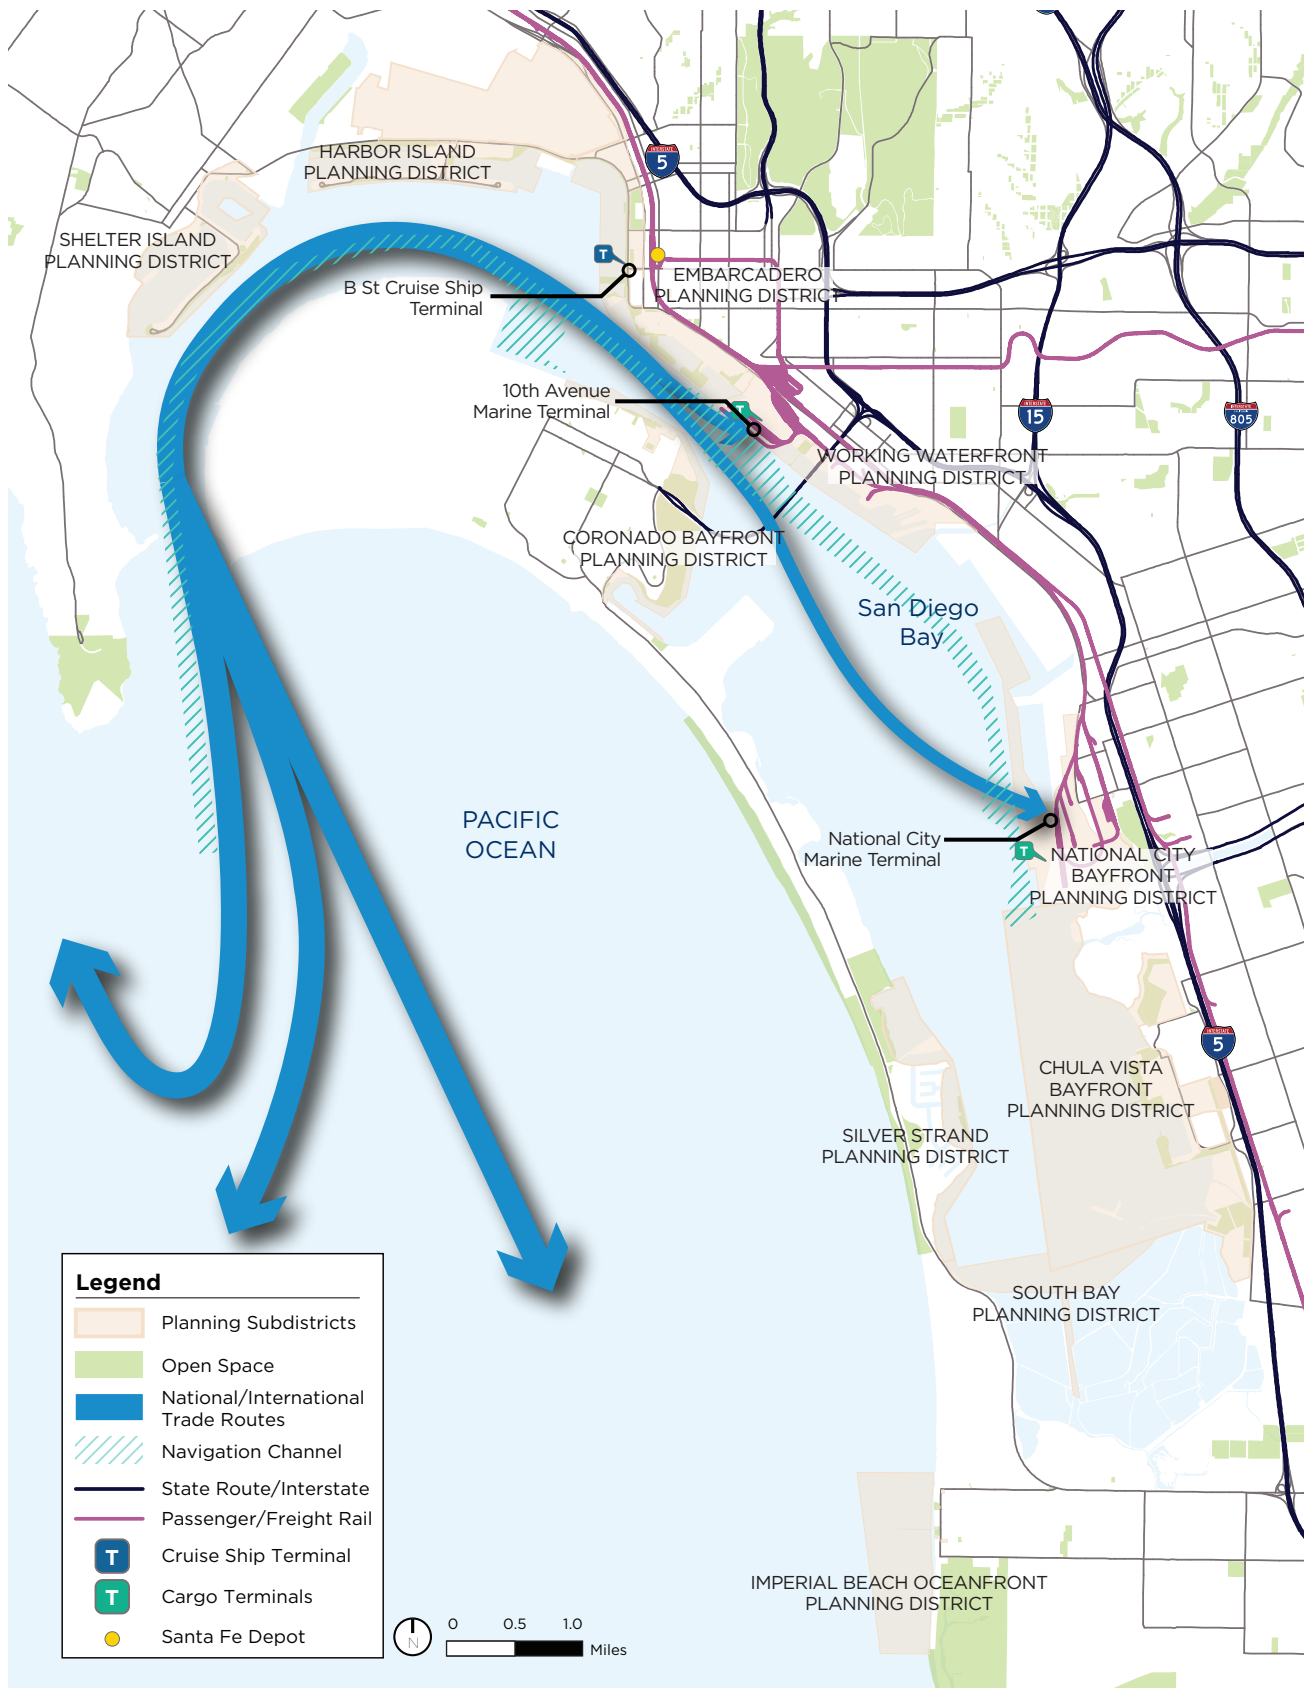 HARBOR ISLAND
PLANNING DISTRICT
INTERSTATE
5
SHELTER ISLAND
PLANNING DISTRICT
T
B St Cruise Ship
Terminal
EMBARCADERO
PLANNING DISTRICT
10th Avenue
Marine Terminal
T
INTERSTATE
15
INTERSTATE
805
WORKING WATERFRONT
PLANNING DISTRICT
CORONADO BAYFRONT
PLANNING DISTRICT
San Diego
Bay
PACIFIC
OCEAN
National City
Marine Terminal
T
NATIONAL CITY
BAYFRONT
PLANNING DISTRICT
INTERSTATE
5
CHULA VISTA
BAYFRONT
PLANNING DISTRICT
SILVER STRAND
PLANNING DISTRICT
SOUTH BAY
PLANNING DISTRICT
IMPERIAL BEACH OCEANFRONT
PLANNING DISTRICT
Legend
Planning Subdistricts
Open Space
National/International
Trade Routes
Navigation Channel
State Route/Interstate
Passenger/Freight Rail
T Cruise Ship Terminal
T Cargo Terminals
Santa Fe Depot
N
0 0.5 1.0
Miles